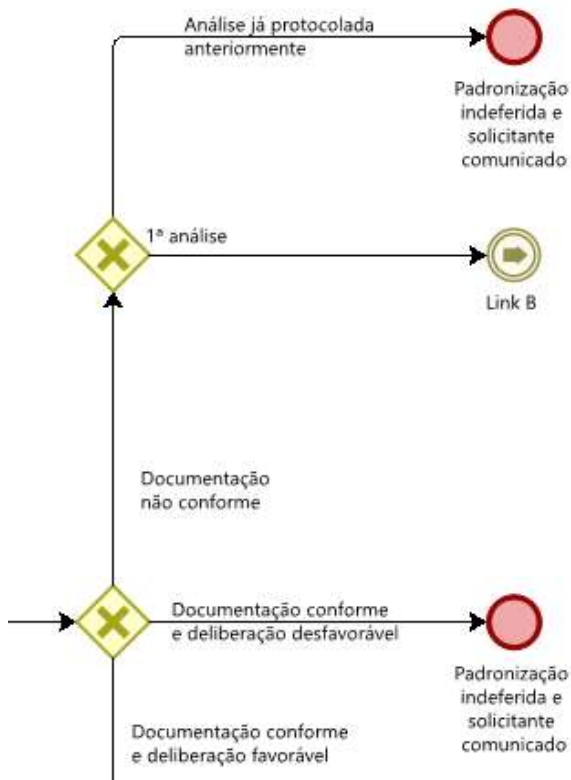 Análise já protocolada
anteriormente
Padronização
indeferida e
solicitante
comunicado
1ª análise
Link B
Documentação
não conforme
Documentação conforme
e deliberação desfavorável
Padronização
indeferida e
solicitante
comunicado
Documentação conforme
e deliberação favorável